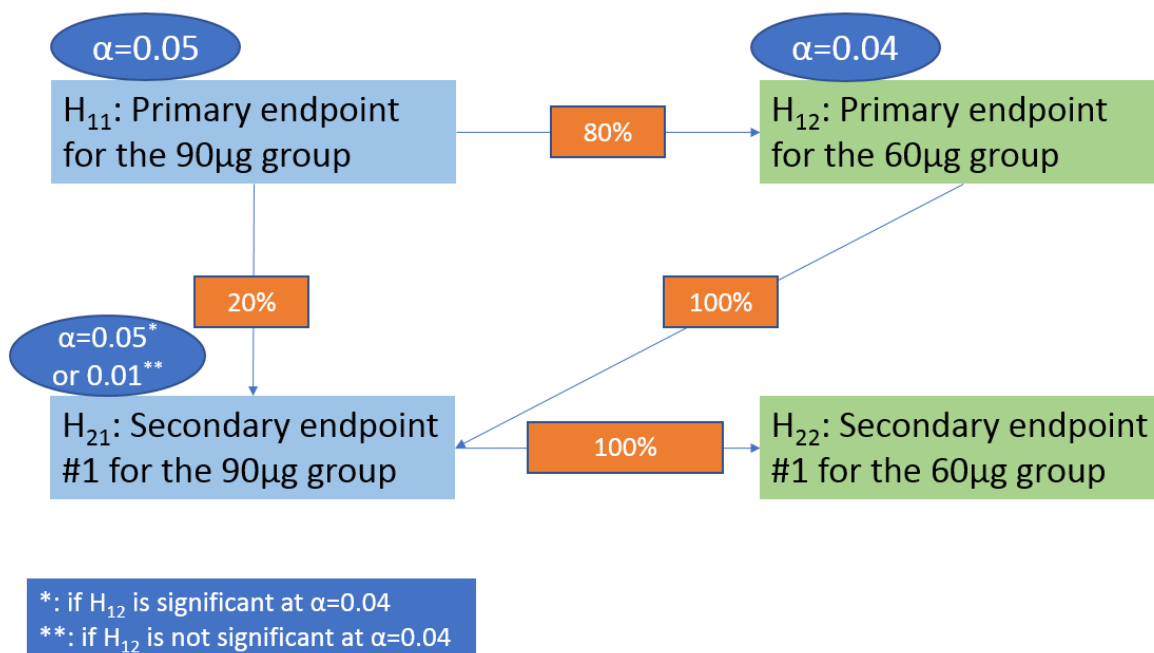 α=0.05
α=0.04
H₁₁: Primary endpoint
for the 90µg group
80%
H₁₂: Primary endpoint
for the 60µg group
20%
100%
α=0.05*
or 0.01**
H₂₁: Secondary endpoint
#1 for the 90µg group
100%
H₂₂: Secondary endpoint
#1 for the 60µg group
*: if H₁₂ is significant at α=0.04
**: if H₁₂ is not significant at α=0.04